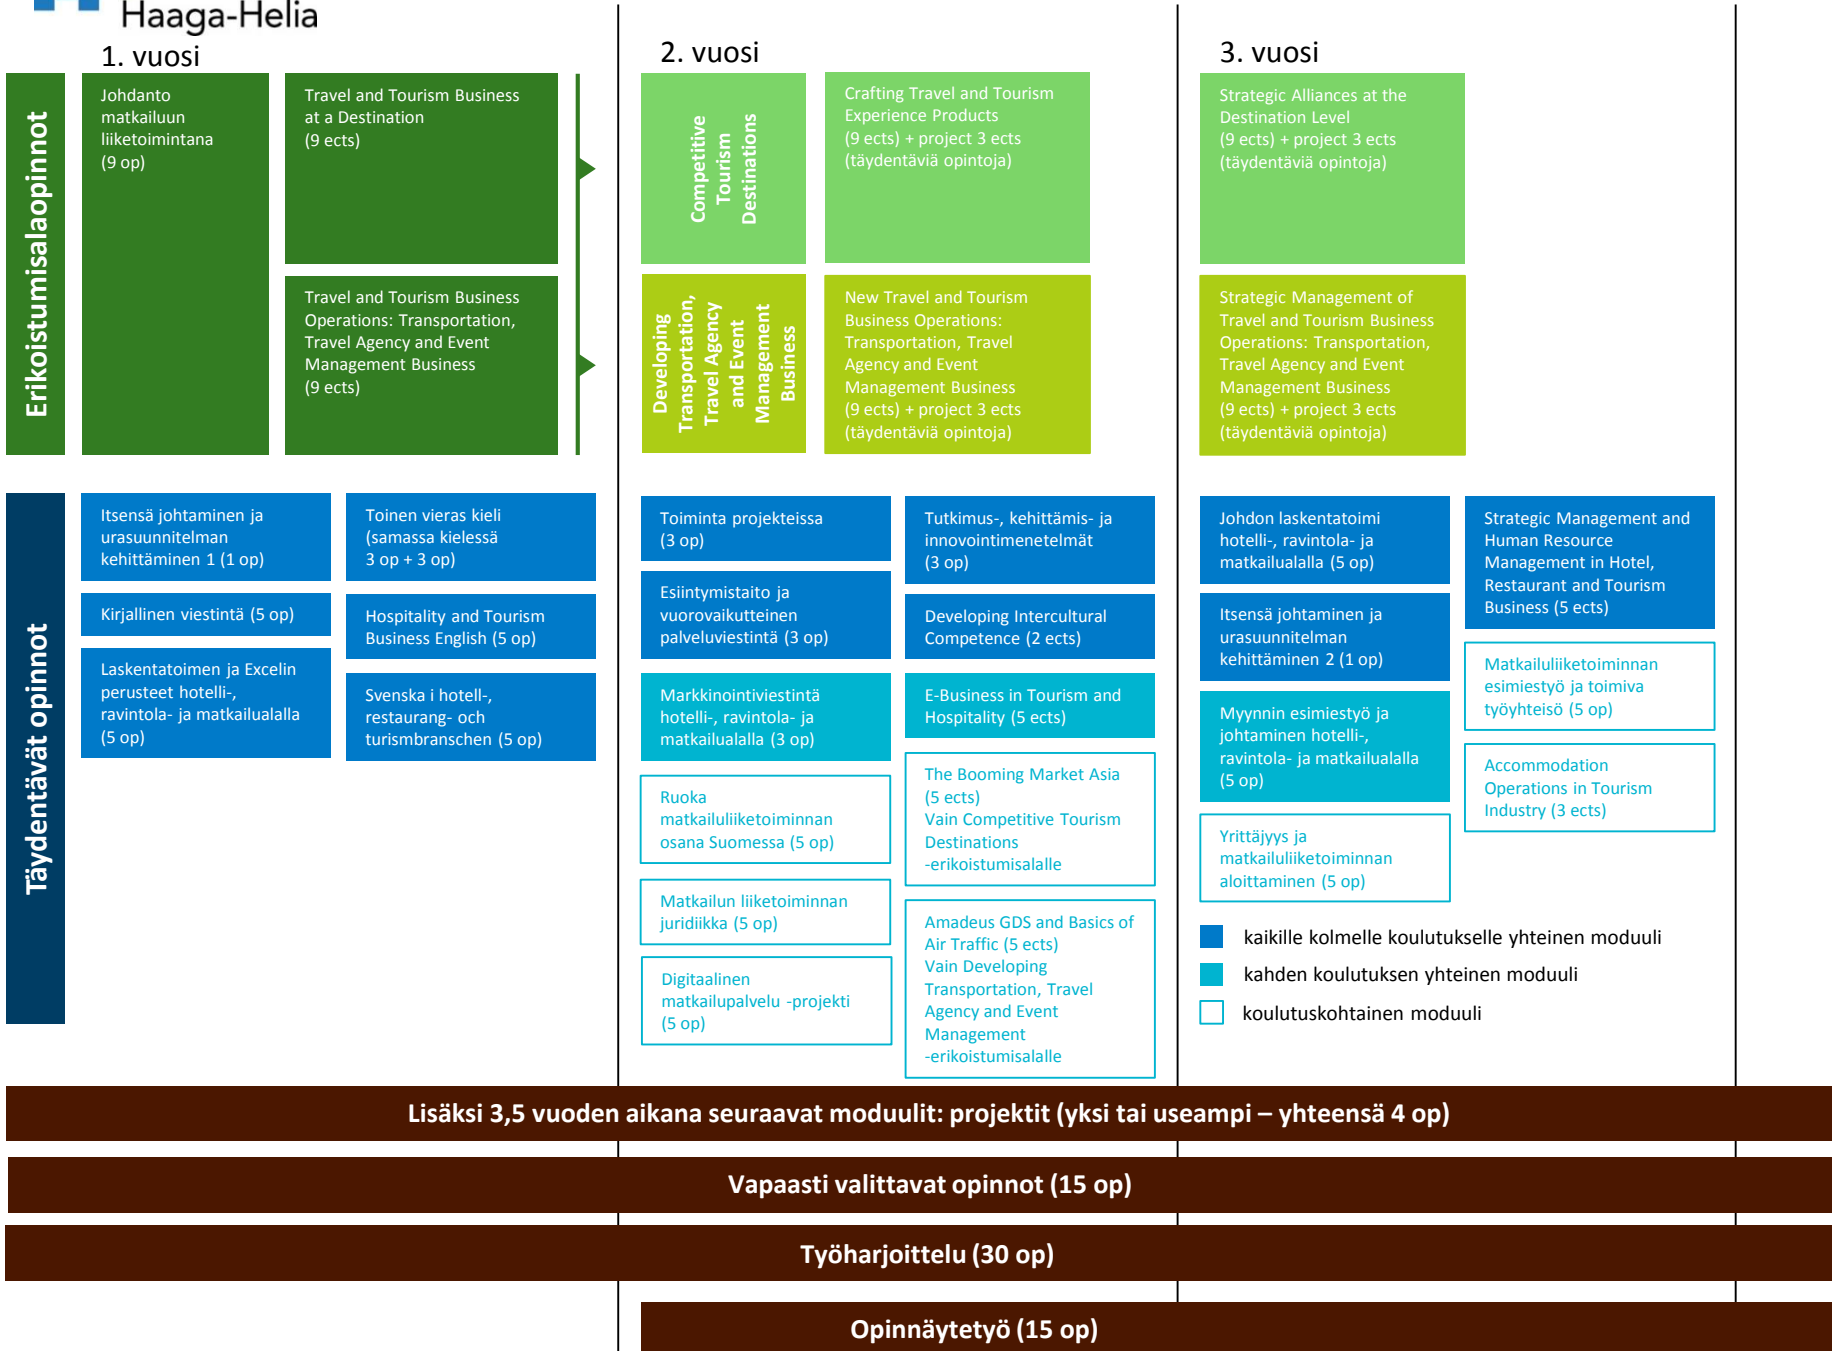 Haaga-Helia
1. vuosi
2. vuosi
3. vuosi
Erikoistumisalaopinnot
Johdanto
matkailuun
liiketoimintana
(9 op)
Travel and Tourism Business
at a Destination
(9 ects)
Travel and Tourism Business
Operations: Transportation,
Travel Agency and Event
Management Business
(9 ects)
Competitive
Tourism
Destinations
Crafting Travel and Tourism
Experience Products
(9 ects) + project 3 ects
(täydentäviä opintoja)
Developing
Transportation,
Travel Agency
and Event
Management
Business
New Travel and Tourism
Business Operations:
Transportation, Travel
Agency and Event
Management Business
(9 ects) + project 3 ects
(täydentäviä opintoja)
Strategic Alliances at the
Destination Level
(9 ects) + project 3 ects
(täydentäviä opintoja)
Strategic Management of
Travel and Tourism Business
Operations: Transportation,
Travel Agency and Event
Management Business
(9 ects) + project 3 ects
(täydentäviä opintoja)
Täydentävät opinnot
Itsensä johtaminen ja
urasuunnitelman
kehittäminen 1 (1 op)
Kirjallinen viestintä (5 op)
Laskentatoimen ja Excelin
perusteet hotelli-,
ravintola- ja matkailualalla
(5 op)
Toinen vieras kieli
(samassa kielessä
3 op + 3 op)
Hospitality and Tourism
Business English (5 op)
Svenska i hotell-,
restaurang- och
turismbranschen (5 op)
Toiminta projekteissa
(3 op)
Esiintymistaito ja
vuorovaikutteinen
palveluviestintä (3 op)
Markkinointiviestintä
hotelli-, ravintola- ja
matkailualalla (3 op)
Ruoka
matkailuliiketoiminnan
osana Suomessa (5 op)
Matkailun liiketoiminnan
juridiikka (5 op)
Digitaalinen
matkailupalvelu -projekti
(5 op)
Tutkimus-, kehittämis- ja
innovointimenetelmät
(3 op)
Developing Intercultural
Competence (2 ects)
E-Business in Tourism and
Hospitality (5 ects)
The Booming Market Asia
(5 ects)
Vain Competitive Tourism
Destinations
-erikoistumisalalle
Amadeus GDS and Basics of
Air Traffic (5 ects)
Vain Developing
Transportation, Travel
Agency and Event
Management
-erikoistumisalalle
Johdon laskentatoimi
hotelli-, ravintola- ja
matkailualalla (5 op)
Itsensä johtaminen ja
urasuunnitelman
kehittäminen 2 (1 op)
Myynnin esimiestyö ja
johtaminen hotelli-,
ravintola- ja matkailualalla
(5 op)
Yrittäjyys ja
matkailuliiketoiminnan
aloittaminen (5 op)
Strategic Management and
Human Resource
Management in Hotel,
Restaurant and Tourism
Business (5 ects)
Matkailuliiketoiminnan
esimiestyö ja toimiva
työyhteisö (5 op)
Accommodation
Operations in Tourism
Industry (3 ects)
kaikille kolmelle koulutukselle yhteinen moduuli
kahden koulutuksen yhteinen moduuli
koulutuskohtainen moduuli
Lisäksi 3,5 vuoden aikana seuraavat moduulit: projektit (yksi tai useampi – yhteensä 4 op)
Vapaasti valittavat opinnot (15 op)
Työharjoittelu (30 op)
Opinnäytetyö (15 op)